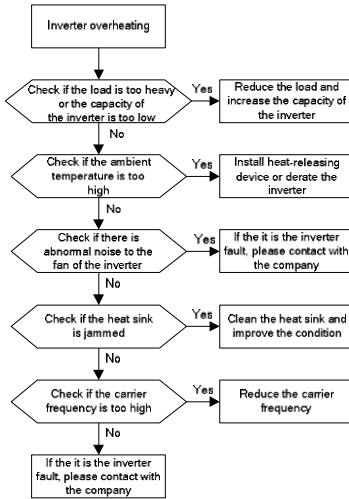 Inverter overheating
Check if the load is too heavy
or the capacity of
the inverter is too low
Yes
Reduce the load and
increase the capacity of
the inverter
No
Check if the ambient
temperature is too
high
Yes
Install heat-releasing
device or derate the
inverter
No
Check if there is
abnormal noise to the
fan of the inverter
Yes
If the it is the inverter
fault, please contact with
the company
No
Check if the heat sink
is jammed
Yes
Clean the heat sink and
improve the condition
No
Check if the carrier
frequency is too high
Yes
Reduce the carrier
frequency
No
If the it is the inverter
fault, please contact with
the company